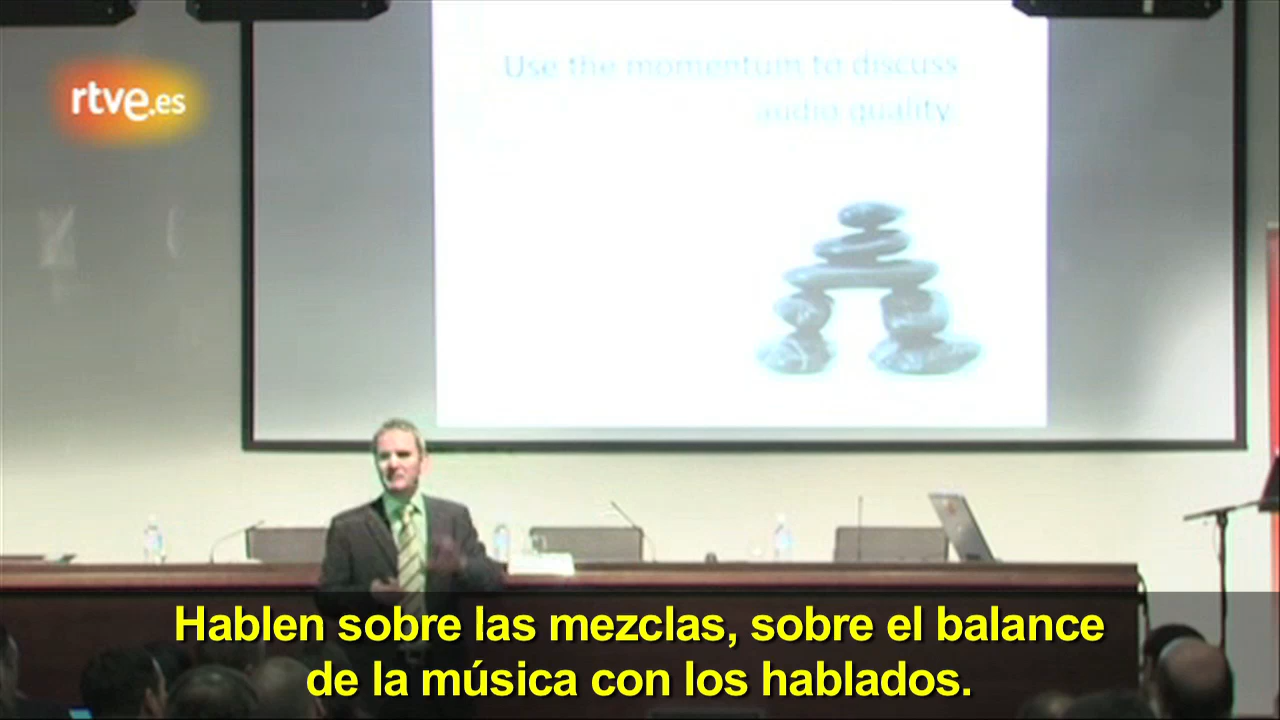 rtve.es
Use the momentum to discuss
audio quality.
Hablen sobre las mezclas, sobre el balance
de la música con los hablados.